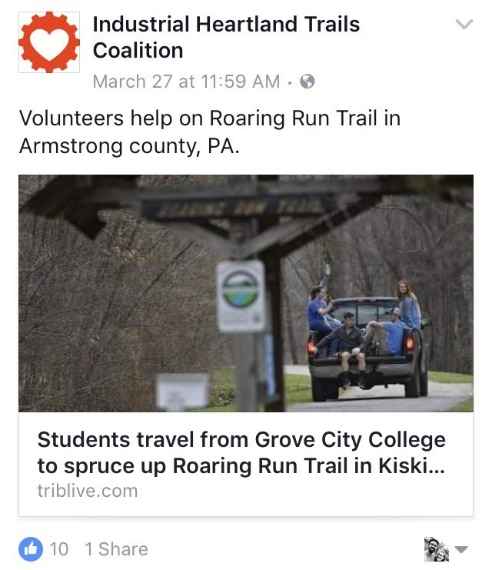 Industrial Heartland Trails
Coalition
March 27 at 11:59 AM ·
Volunteers help on Roaring Run Trail in
Armstrong county, PA.
ROARING RUN TRAIL
Students travel from Grove City College
to spruce up Roaring Run Trail in Kiski...
triblive.com
10 1 Share